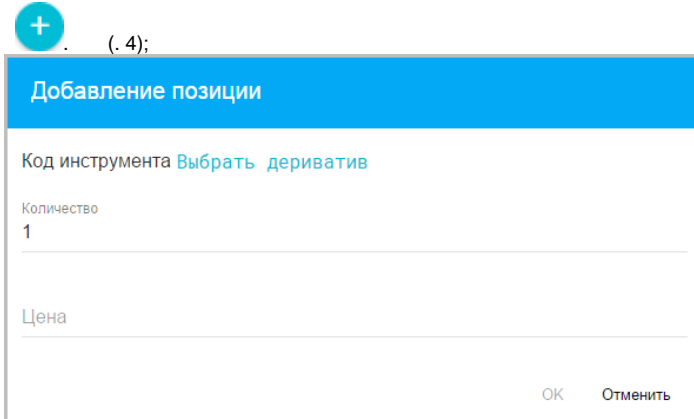 + . (. 4);
Добавление позиции
Код инструмента Выбрать дериватив
Количество
1
Цена
OK Отменить